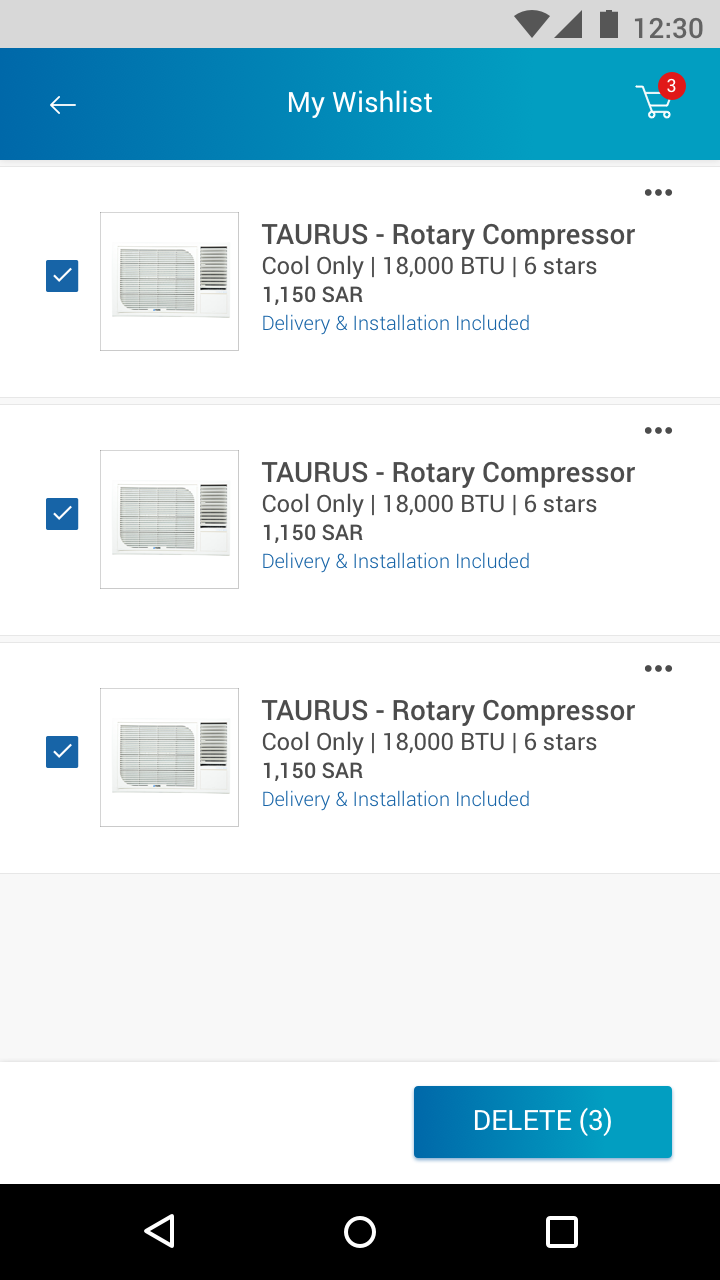 12:30
My Wishlist
3
TAURUS - Rotary Compressor
Cool Only | 18,000 BTU | 6 stars
1,150 SAR
Delivery & Installation Included
TAURUS - Rotary Compressor
Cool Only | 18,000 BTU | 6 stars
1,150 SAR
Delivery & Installation Included
TAURUS - Rotary Compressor
Cool Only | 18,000 BTU | 6 stars
1,150 SAR
Delivery & Installation Included
DELETE (3)